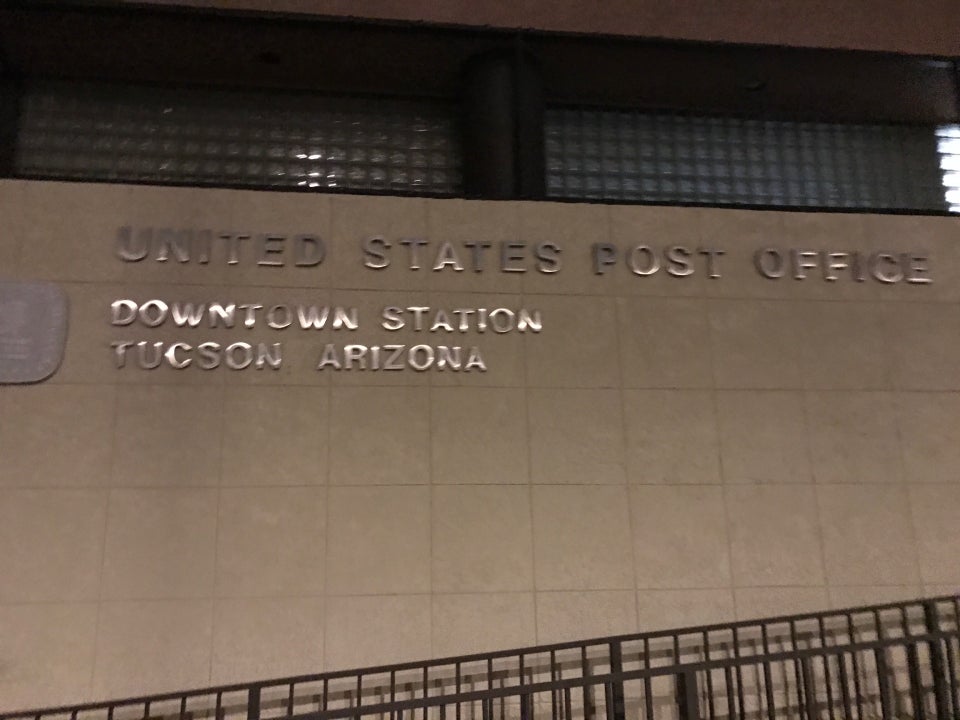 UNITED STATES POST OFFICE
DOWNTOWN STATION
TUCSON ARIZONA